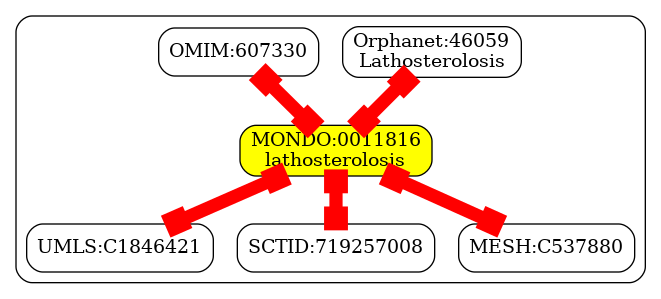 OMIM:607330
Orphanet:46059
Lathosterolosis
MONDO:0011816
lathosterolosis
UMLS:C1846421
SCTID:719257008
MESH:C537880